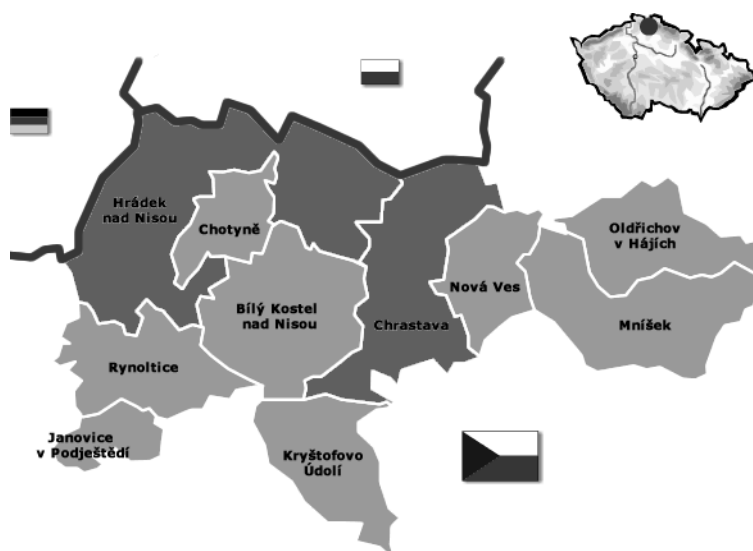 Hrádek
nad Nisou
Chotyně
Oldřichov
v Hájích
Nová Ves
Bílý Kostel
nad Nisou
Chrastava
Mníšek
Rynoltice
Janovice
v Podještědí
Kryštofovo
Údolí